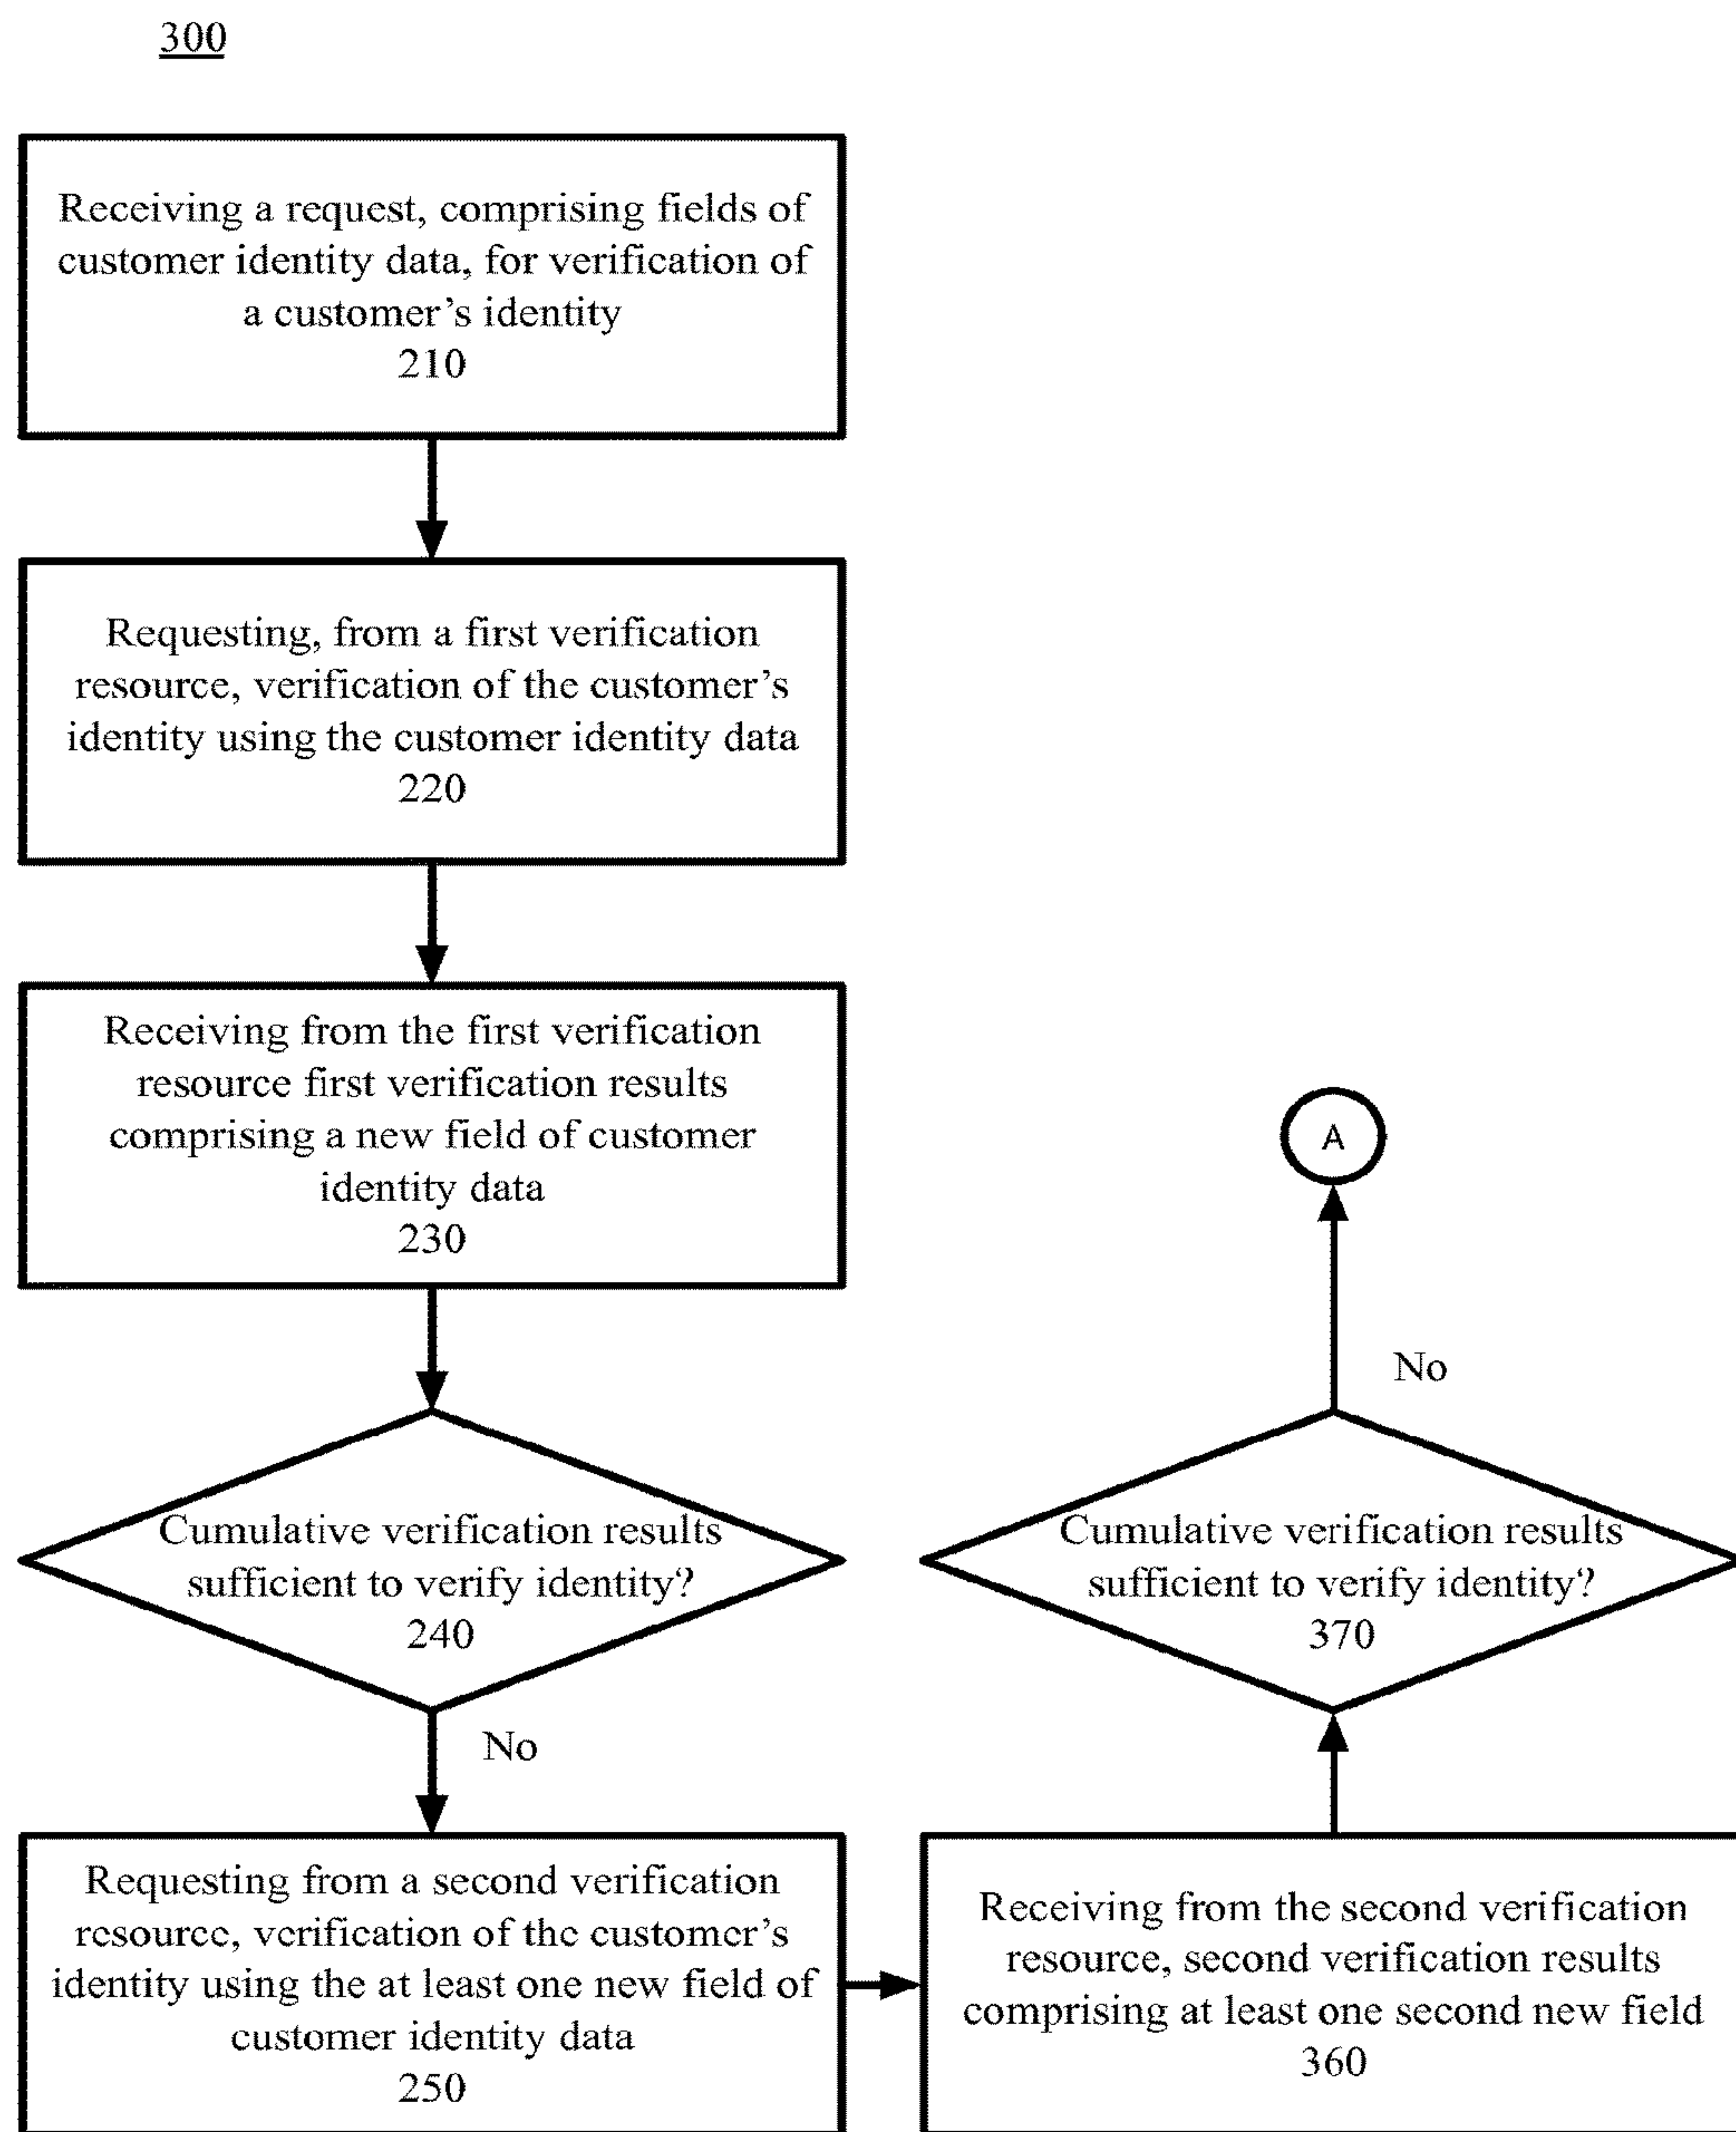 300
Receiving a request, comprising fields of
customer identity data, for verification of
a customer's identity
210
Requesting, from a first verification
resource, verification of the customer's
identity using the customer identity data
220
Receiving from the first verification
resource first verification results
comprising a new field of customer
identity data
230
Cumulative verification results
sufficient to verify identity?
240
No
Requesting from a second verification
resource, verification of the customer's
identity using the at least one new field of
customer identity data
250
Receiving from the second verification
resource, second verification results
comprising at least one second new field
360
Cumulative verification results
sufficient to verify identity?
370
No
A